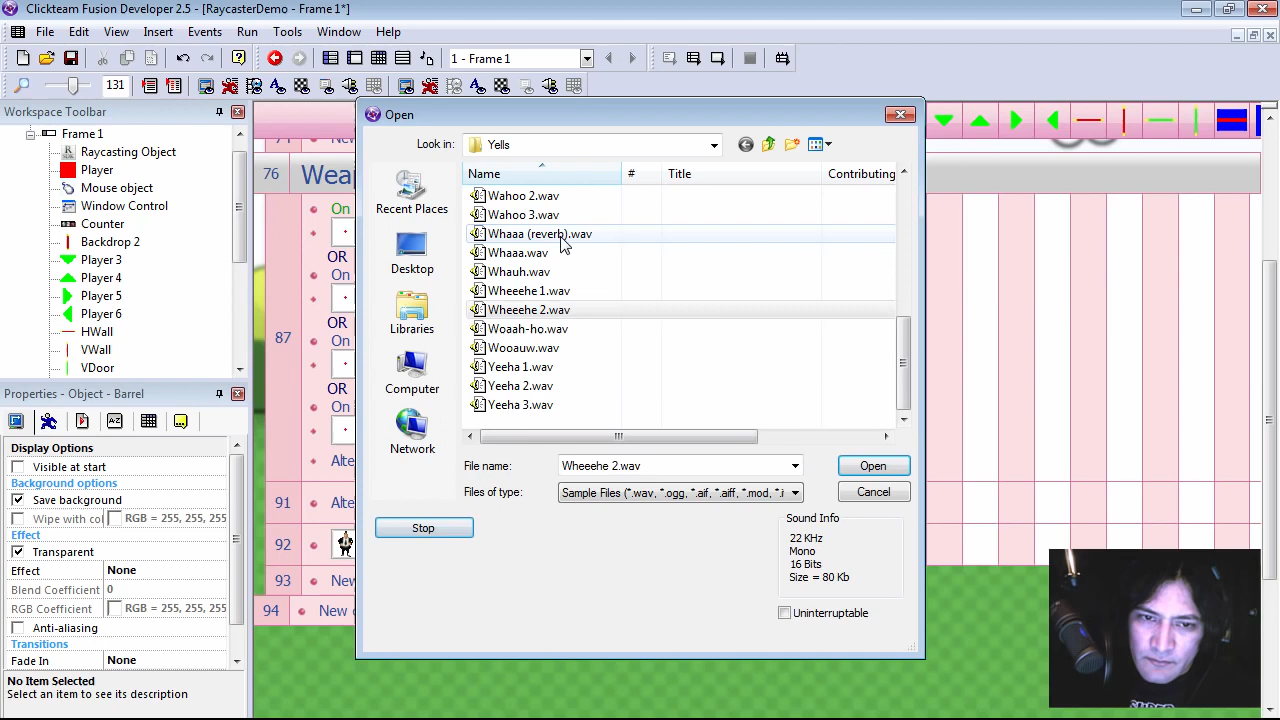 Clickteam Fusion Developer 2.5 - [RaycasterDemo - Frame 1*]
File Edit View Insert Events Run Tools Window Help
1 - Frame 1
131
Workspace Toolbar
Frame 1
Raycasting Object
Player
Mouse object
Window Control
Counter
Backdrop 2
Player 3
Player 4
Player 5
Player 6
HWall
VWall
VDoor
Properties - Object - Barrel
Display Options
Visible at start
Background options
Save background
Wipe with col RGB = 255, 255, 255
Effect
Transparent
Effect None
Blend Coefficient 0
RGB Coefficient RGB = 255, 255, 255
Anti-aliasing
Transitions
Fade In None
No Item Selected
Select an item to see its description
76 Wea
87
On
OR
On
OR
On
OR
On
Alte
91 Alte
92
93 New
94 New c
Open
Look in: Yells
Name # Title Contributing
Wahoo 2.wav
Wahoo 3.wav
Whaaa (reverb).wav
Whaaa.wav
Whauh.wav
Wheeehe 1.wav
Wheeehe 2.wav
Woaah-ho.wav
Wooauw.wav
Yeeha 1.wav
Yeeha 2.wav
Yeeha 3.wav
Recent Places
Desktop
Libraries
Computer
Network
File name: Wheeehe 2.wav Open
Files of type: Sample Files (*.wav, *.ogg, *.aif, *.aiff, *.mod, *.i Cancel
Stop
Sound Info
22 KHz
Mono
16 Bits
Size = 80 Kb
Uninterruptable